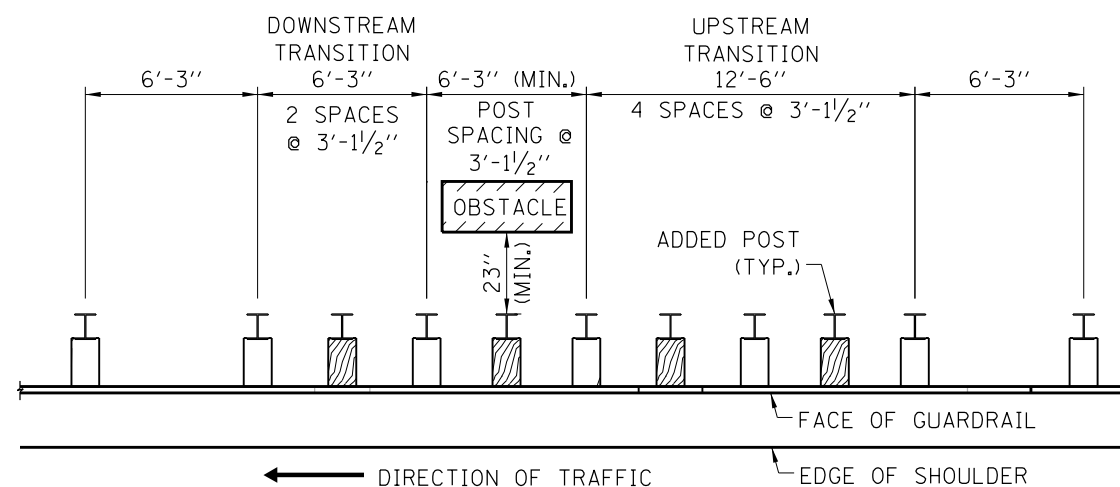 DOWNSTREAM
TRANSITION
UPSTREAM
TRANSITION
6'-3"
6'-3"
6'-3" (MIN.)
12'-6"
6'-3"
2 SPACES
@ 3'-1½"
POST
SPACING @
3'-1½"
4 SPACES @ 3'-1½"
OBSTACLE
23"
(MIN.)
ADDED POST
(TYP.)
FACE OF GUARDRAIL
DIRECTION OF TRAFFIC
EDGE OF SHOULDER